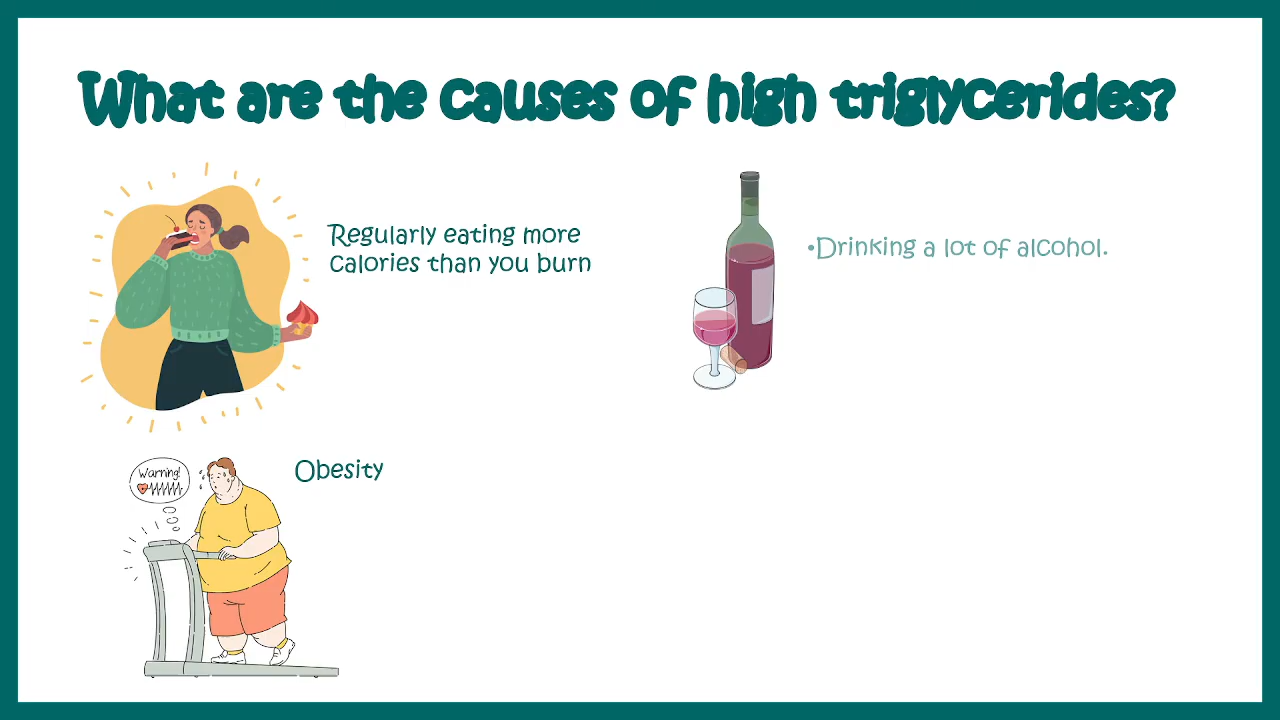 What are the causes of high triglycerides?
Regularly eating more
calories than you burn
•Drinking a lot of alcohol.
Warning!
Obesity